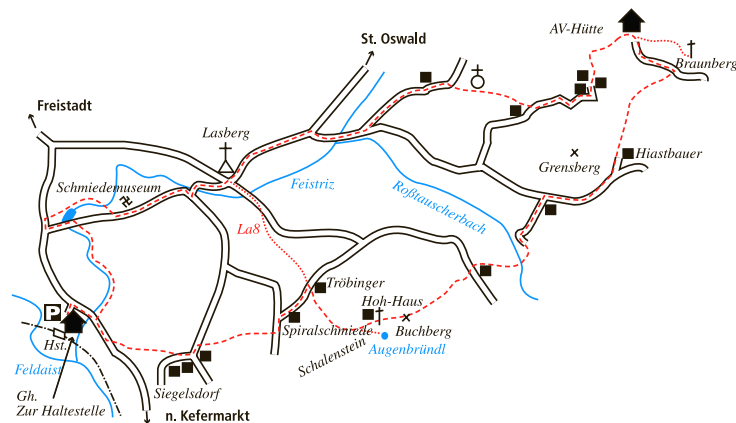 AV-Hütte
St. Oswald
Braunberg
Freistadt
Lasberg
Grensberg
Hiastbauer
Schmiedemuseum
Feistriz
Roßtauscherbach
La8
Tröbinger
Hoh-Haus
P
Spiralschmiede
Buchberg
Hst.
Schalenstein
Augenbründl
Feldaist
Siegelsdorf
Gh.
Zur Haltestelle
n. Kefermarkt